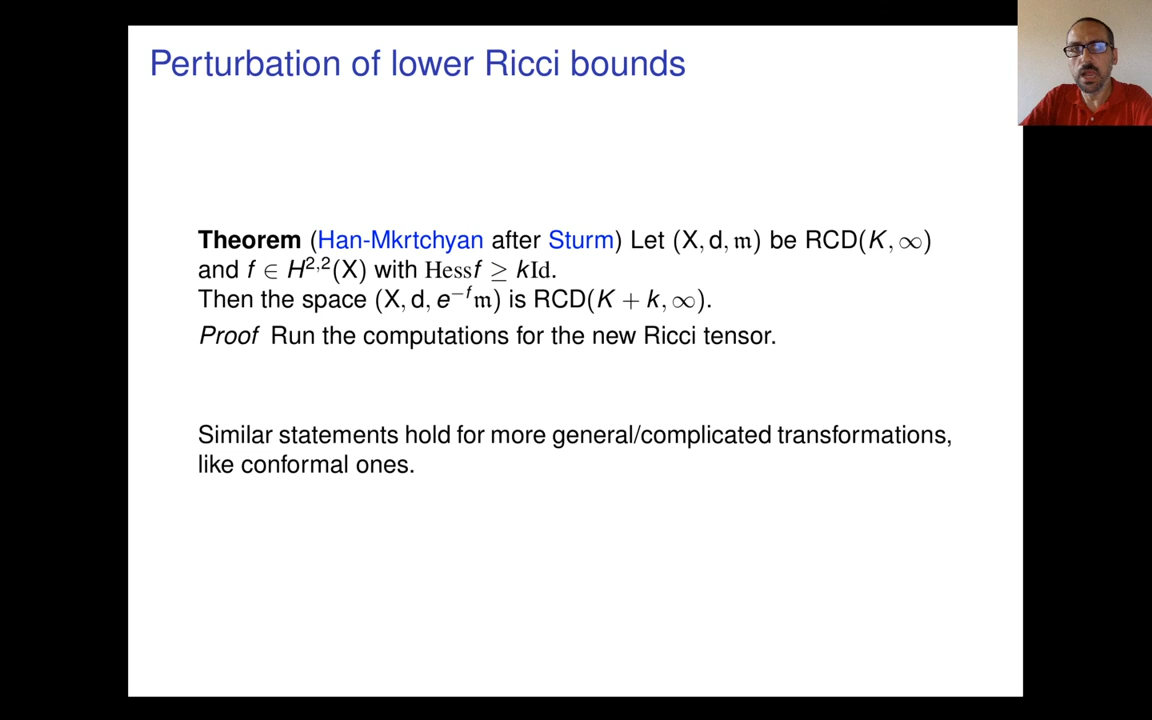 Perturbation of lower Ricci bounds
Theorem (Han-Mkrtchyan after Sturm) Let (X, d, 𝔪) be RCD(K, ∞)
and f ∈ H²,²(X) with Hessf ≥ kId.
Then the space (X, d, e⁻ᶠ𝔪) is RCD(K + k, ∞).
Proof Run the computations for the new Ricci tensor.
Similar statements hold for more general/complicated transformations,
like conformal ones.